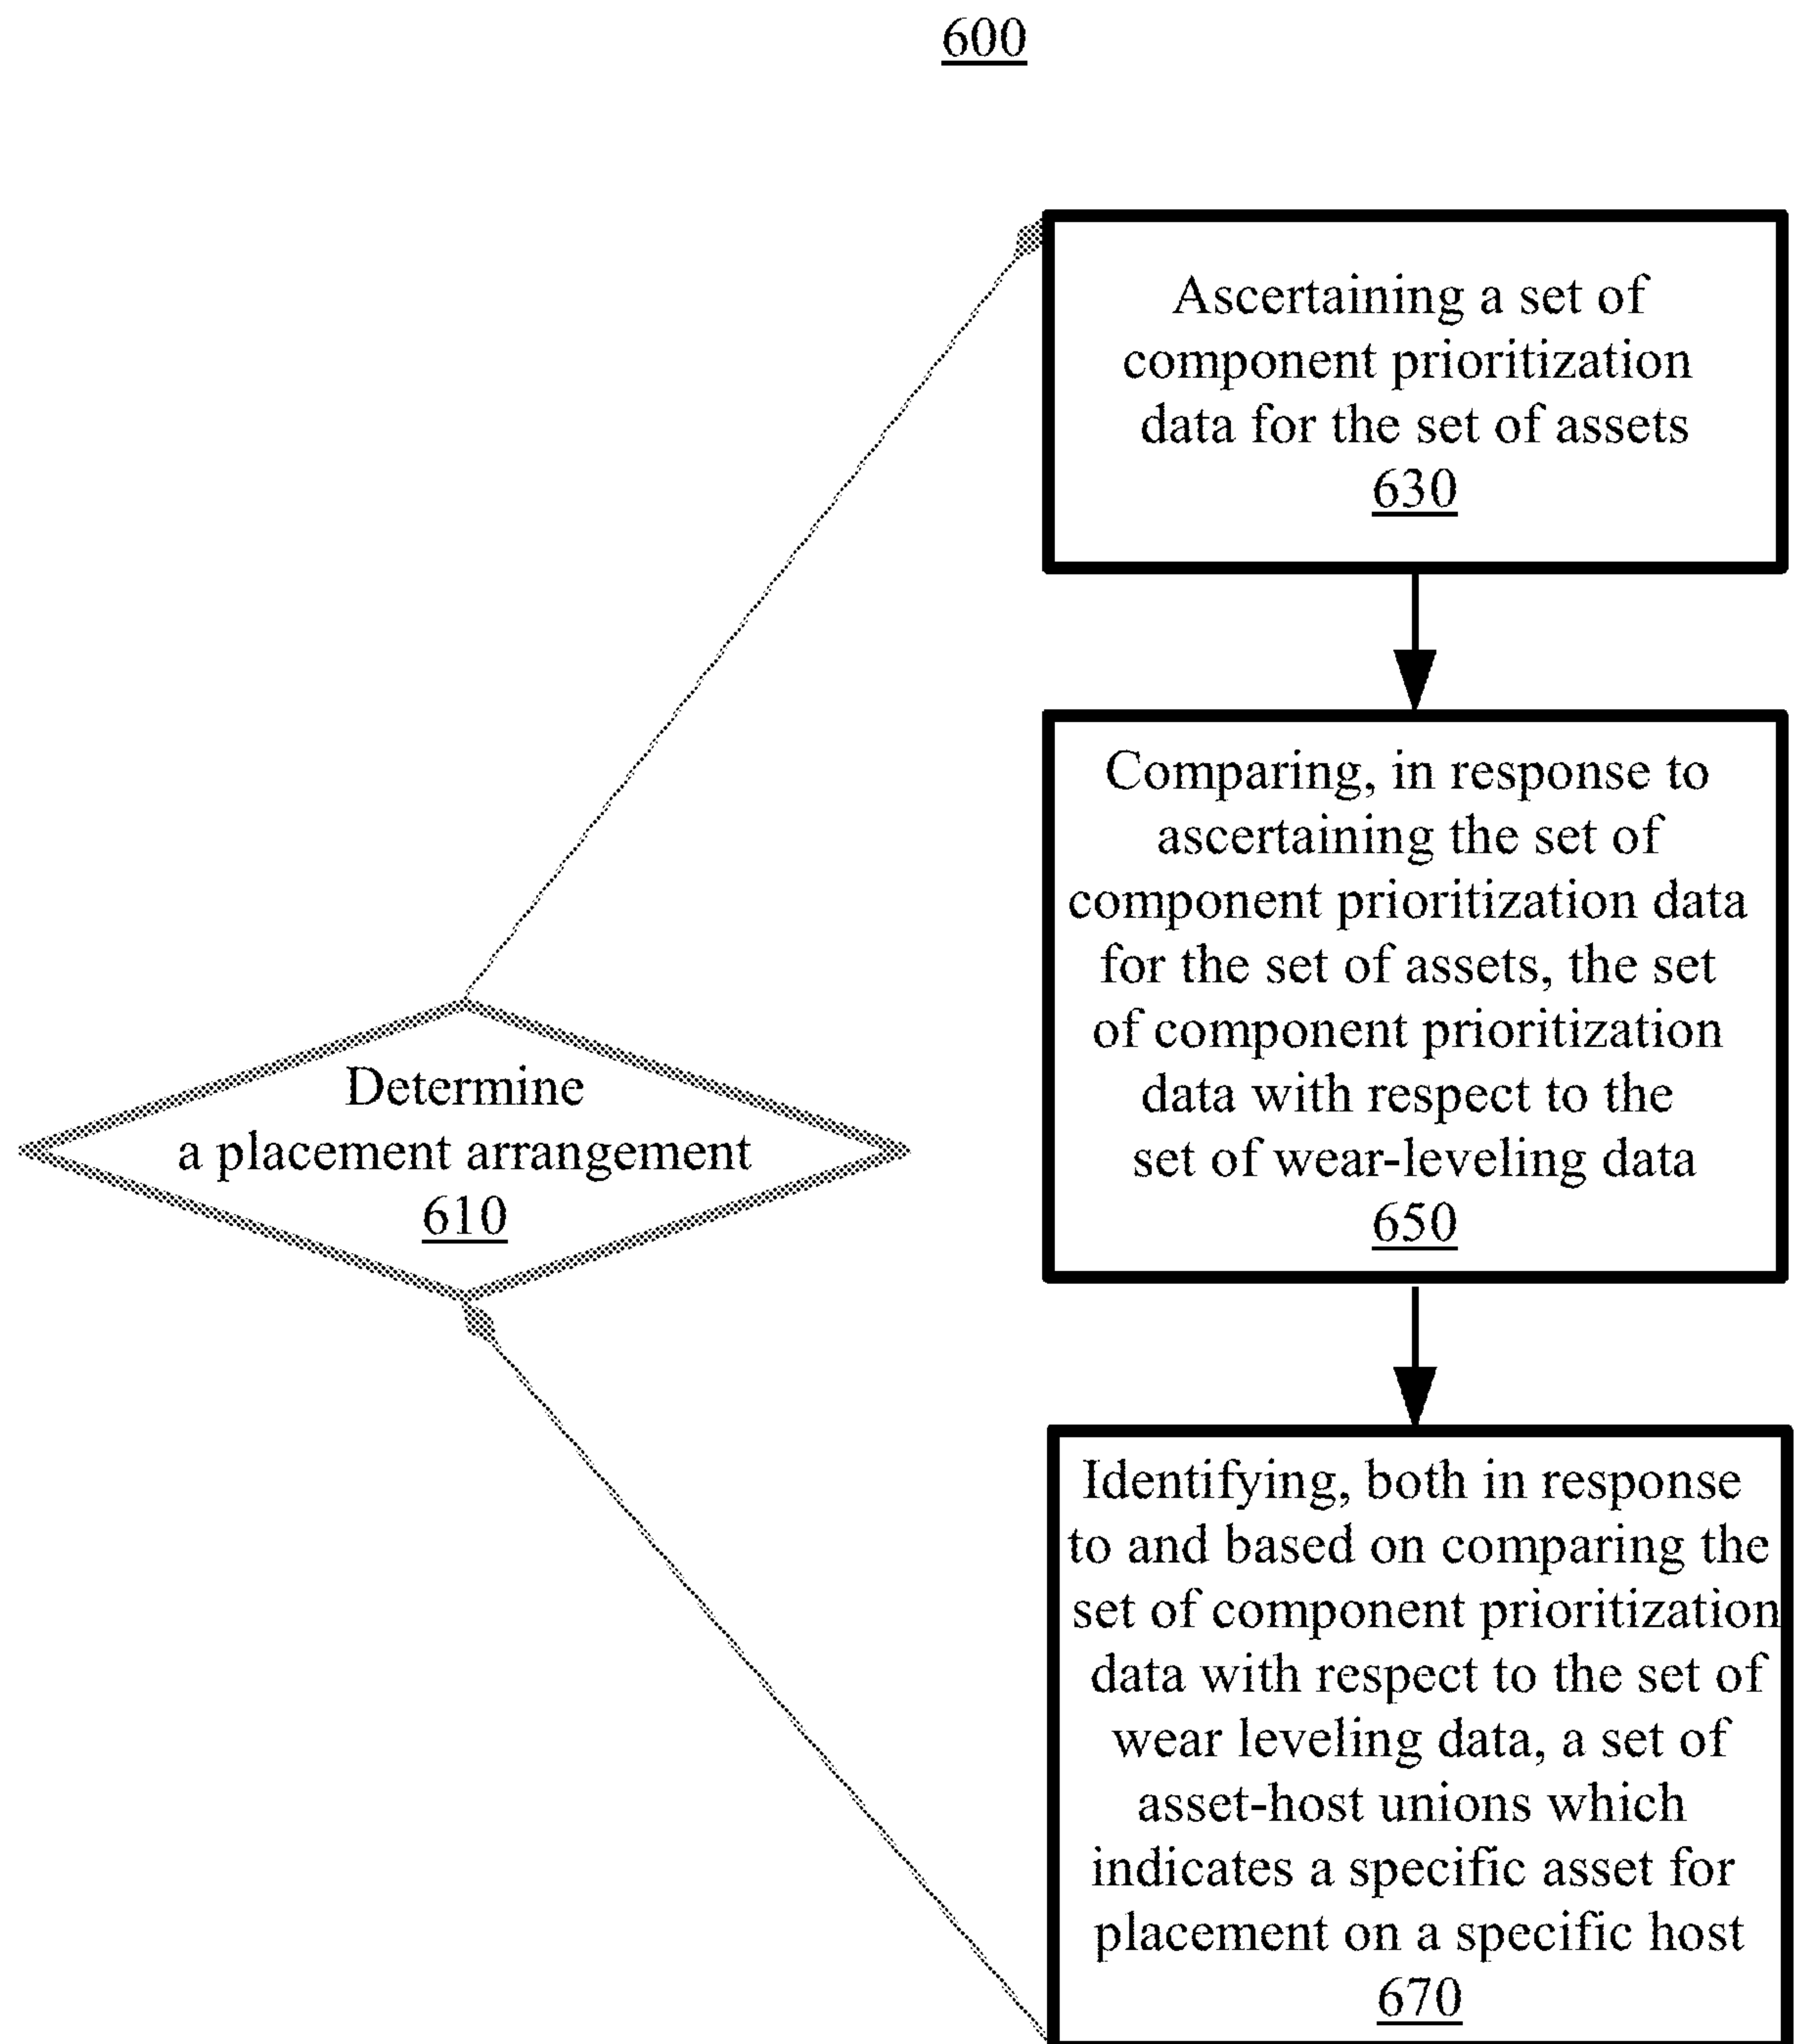 600
Ascertaining a set of
component prioritization
data for the set of assets
630
Comparing, in response to
ascertaining the set of
component prioritization data
for the set of assets, the set
of component prioritization
data with respect to the
set of wear-leveling data
650
Determine
a placement arrangement
610
Identifying, both in response
to and based on comparing the
set of component prioritization
data with respect to the set of
wear leveling data, a set of
asset-host unions which
indicates a specific asset for
placement on a specific host
670